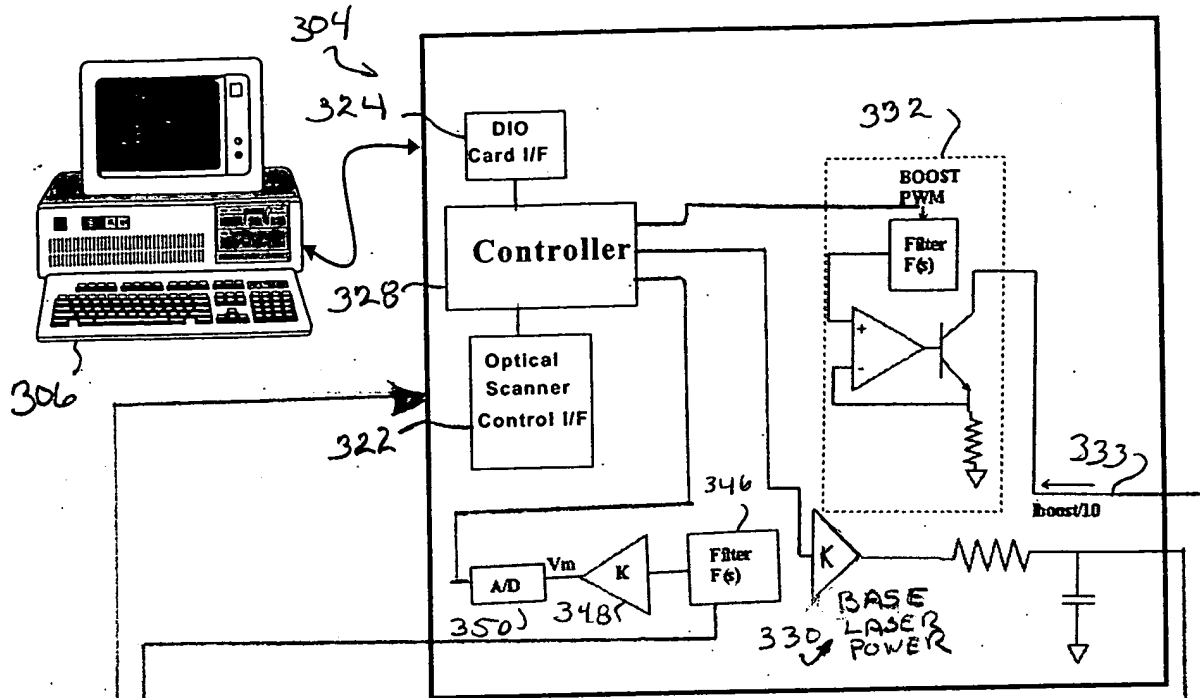 304
324
DIO
Card I/F
332
BOOST
PWM
Filter
F(s)
Controller
328
+
-
306
Optical
Scanner
Control I/F
322
333
Iboost/10
346
Filter
F(s)
K
Vm
A/D
348
350
K
330
BASE
LASER
POWER